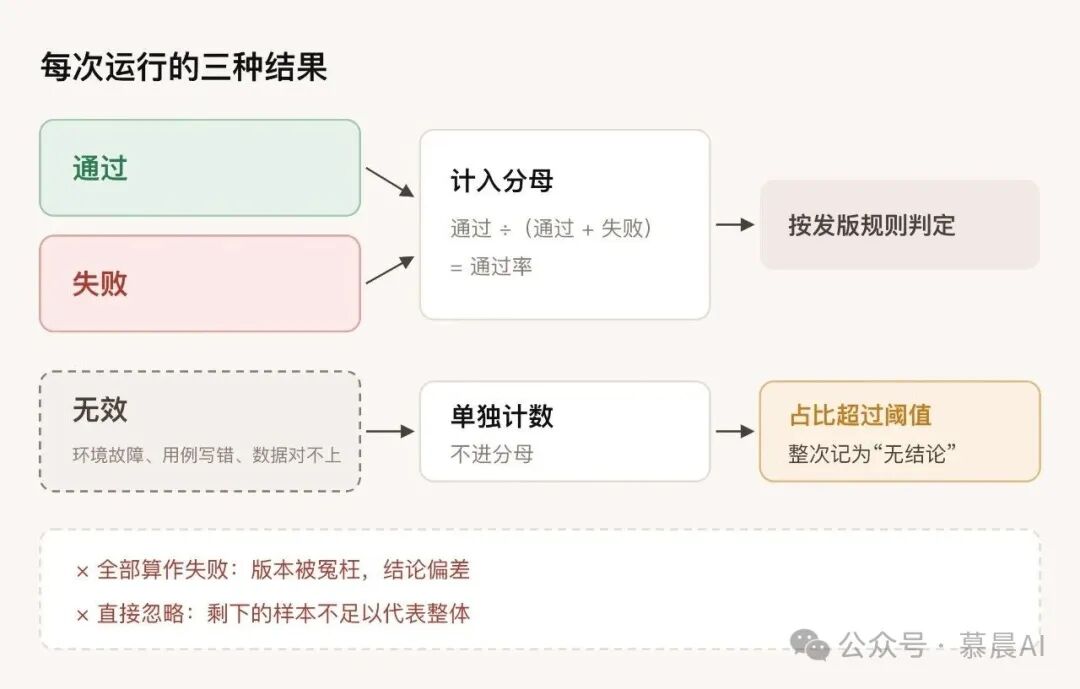 每次运行的三种结果
通过
失败
计入分母
通过 ÷（通过 + 失败）
= 通过率
按发版规则判定
无效
环境故障、用例写错、数据对不上
单独计数
不进分母
占比超过阈值
整次记为“无结论”
× 全部算作失败：版本被冤枉，结论偏差
× 直接忽略：剩下的样本不足以代表整体
公众号 · 慕晨AI